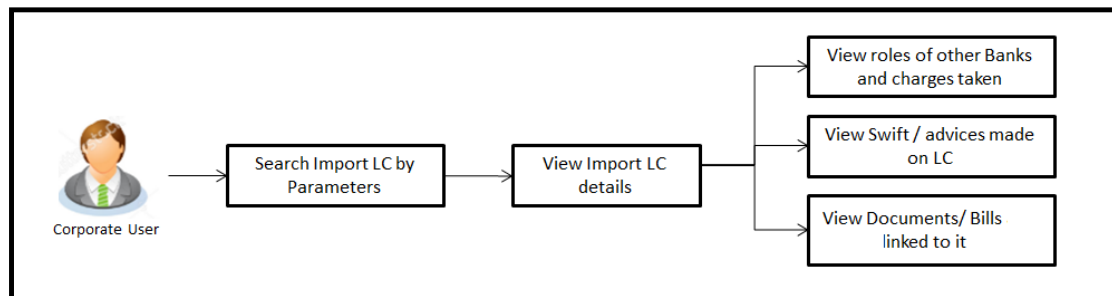 View roles of other Banks
and charges taken
Search Import LC by
Parameters
View Import LC
details
View Swift / advices made
on LC
View Documents/ Bills
linked to it
Corporate User